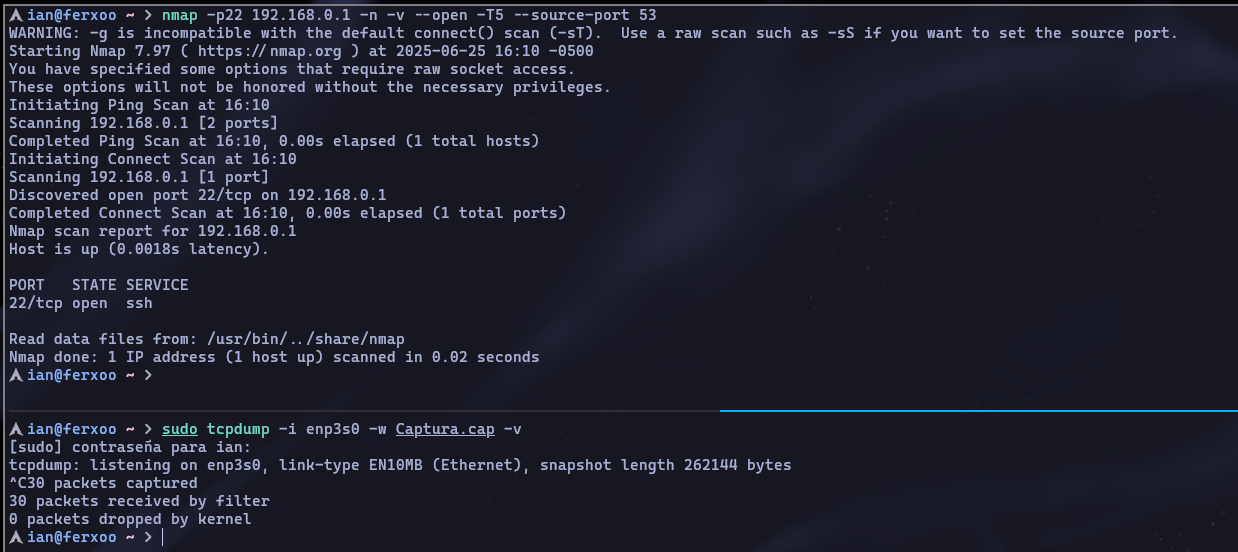 ian@ferxoo ~ > nmap -p22 192.168.0.1 -n -v --open -T5 --source-port 53
WARNING: -g is incompatible with the default connect() scan (-sT).  Use a raw scan such as -sS if you want to set the source port.
Starting Nmap 7.97 ( https://nmap.org ) at 2025-06-25 16:10 -0500
You have specified some options that require raw socket access.
These options will not be honored without the necessary privileges.
Initiating Ping Scan at 16:10
Scanning 192.168.0.1 [2 ports]
Completed Ping Scan at 16:10, 0.00s elapsed (1 total hosts)
Initiating Connect Scan at 16:10
Scanning 192.168.0.1 [1 port]
Discovered open port 22/tcp on 192.168.0.1
Completed Connect Scan at 16:10, 0.00s elapsed (1 total ports)
Nmap scan report for 192.168.0.1
Host is up (0.0018s latency).
PORT   STATE SERVICE
22/tcp open  ssh
Read data files from: /usr/bin/../share/nmap
Nmap done: 1 IP address (1 host up) scanned in 0.02 seconds
ian@ferxoo ~ >
ian@ferxoo ~ > sudo tcpdump -i enp3s0 -w Captura.cap -v
[sudo] contraseña para ian:
tcpdump: listening on enp3s0, link-type EN10MB (Ethernet), snapshot length 262144 bytes
^C30 packets captured
30 packets received by filter
0 packets dropped by kernel
ian@ferxoo ~ >